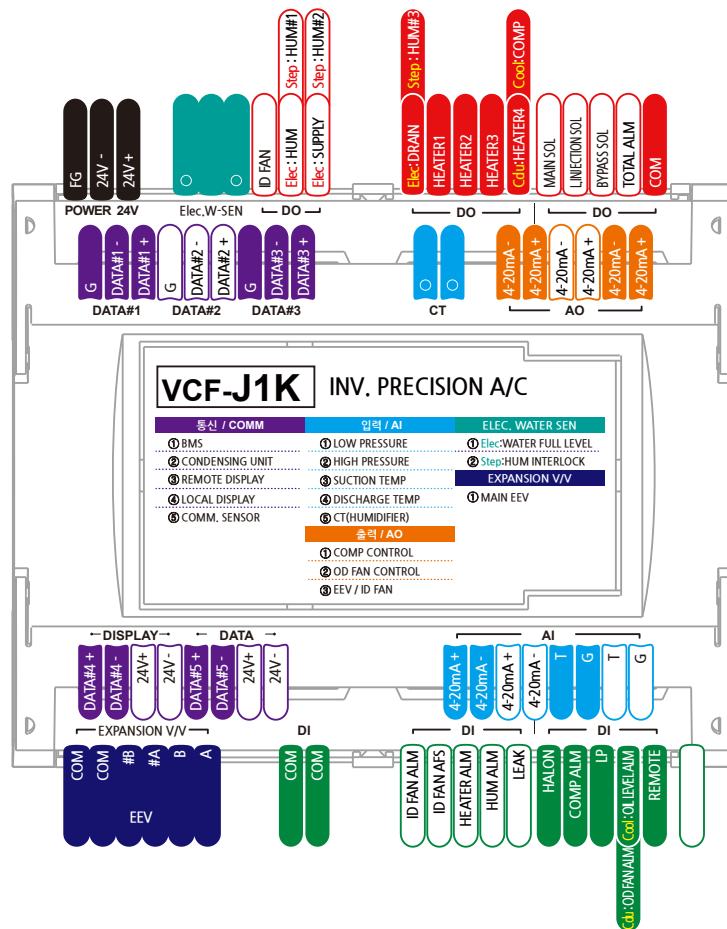 Step : HUM#1
Step : HUM#2
Step : HUM#3
Cool:COMP
FG
24V -
24V +
ID FAN
Elec : HUM
Elec : SUPPLY
Elec : DRAIN
HEATER1
HEATER2
HEATER3
Cdu:HEATER4
MAIN SOL
LINJECTION SOL
BYPASS SOL
TOTAL ALM
COM
POWER 24V
Elec.W-SEN
DO
DO
DO
G
DATA#1 -
DATA#1 +
G
DATA#2 -
DATA#2 +
G
DATA#3 -
DATA#3 +
4-20mA -
4-20mA +
4-20mA -
4-20mA +
4-20mA -
4-20mA +
DATA#1
DATA#2
DATA#3
CT
AO
VCF-J1K
INV. PRECISION A/C
통신 / COMM
① BMS
② CONDENSING UNIT
③ REMOTE DISPLAY
④ LOCAL DISPLAY
⑤ COMM. SENSOR
입력 / AI
① LOW PRESSURE
② HIGH PRESSURE
③ SUCTION TEMP
④ DISCHARGE TEMP
⑤ CT(HUMIDIFIER)
출력 / AO
① COMP CONTROL
② OD FAN CONTROL
③ EEV / ID FAN
ELEC. WATER SEN
① Elec:WATER FULL LEVEL
② Step:HUM INTERLOCK
EXPANSION V/V
① MAIN EEV
DISPLAY
DATA
AI
DATA#4 +
DATA#4 -
24V+
24V-
DATA#5 +
DATA#5 -
24V+
24V-
4-20mA +
4-20mA -
4-20mA +
4-20mA -
T
G
T
G
EXPANSION V/V
DI
DI
DI
COM
COM
#B
#A
B
A
EEV
COM
COM
ID FAN ALM
ID FAN AFS
HEATER ALM
HUM ALM
LEAK
HALON
COMP ALM
LP
Cool : OIL LEVEL ALM
REMOTE
Cdu : OD FAN ALM